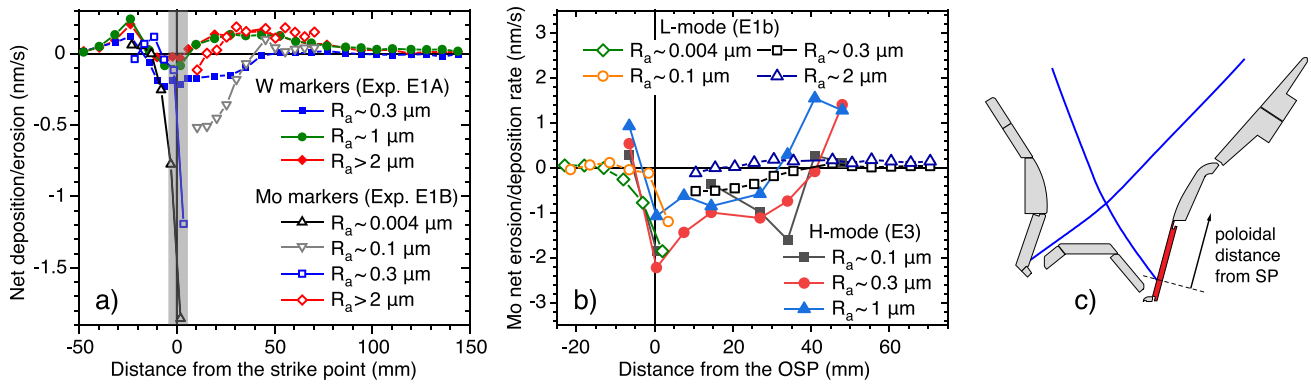 Net deposition/erosion (nm/s)
0
-0.5
-1
-1.5
W markers (Exp. E1A)
Ra~0.3 µm
Ra~1 µm
Ra>2 µm
Mo markers (Exp. E1B)
Ra~0.004 µm
Ra~0.1 µm
Ra~0.3 µm
Ra>2 µm
a)
-50 0 50 100 150
Distance from the strike point (mm)
Mo net erosion/deposition rate (nm/s)
3
2
1
0
-1
-2
-3
L-mode (E1b)
Ra~0.004 µm Ra~0.3 µm
Ra~0.1 µm Ra~2 µm
H-mode (E3)
Ra~0.1 µm
Ra~0.3 µm
Ra~1 µm
b)
-20 0 20 40 60
Distance from the OSP (mm)
poloidal
distance
from SP
c)